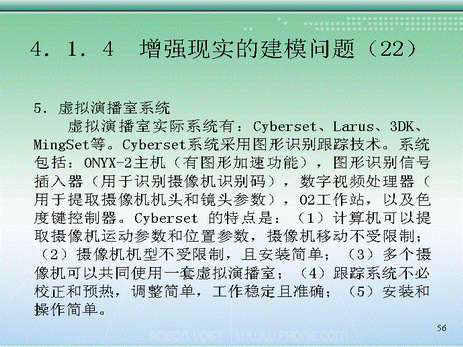 4．1．4　增强现实的建模问题（22）
5．虚拟演播室系统
虚拟演播室实际系统有：Cyberset、Larus、3DK、
MingSet等。Cyberset系统采用图形识别跟踪技术。系统
包括：ONYX-2主机（有图形加速功能），图形识别信号
插入器（用于识别摄像机识别码），数字视频处理器（
用于提取摄像机机头和镜头参数），O2工作站，以及色
度键控制器。Cyberset 的特点是：（1）计算机可以提
取摄像机运动参数和位置参数，摄像机移动不受限制；
（2）摄像机机型不受限制，且安装简单；（3）多个摄
像机可以共同使用一套虚拟演播室；（4）跟踪系统不必
校正和预热，调整简单，工作稳定且准确；（5）安装和
操作简单。
56